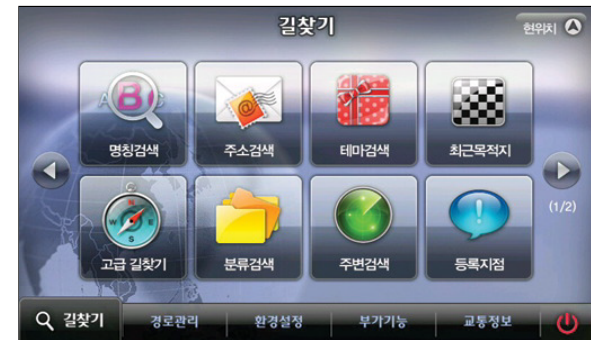 길찾기
현위치
A B C
명칭검색
주소검색
@
테마검색
최근목적지
N
W E
S
고급 길찾기
분류검색
주변검색
!
등록지점
(1/2)
길찾기
경로관리
환경설정
부가기능
교통정보